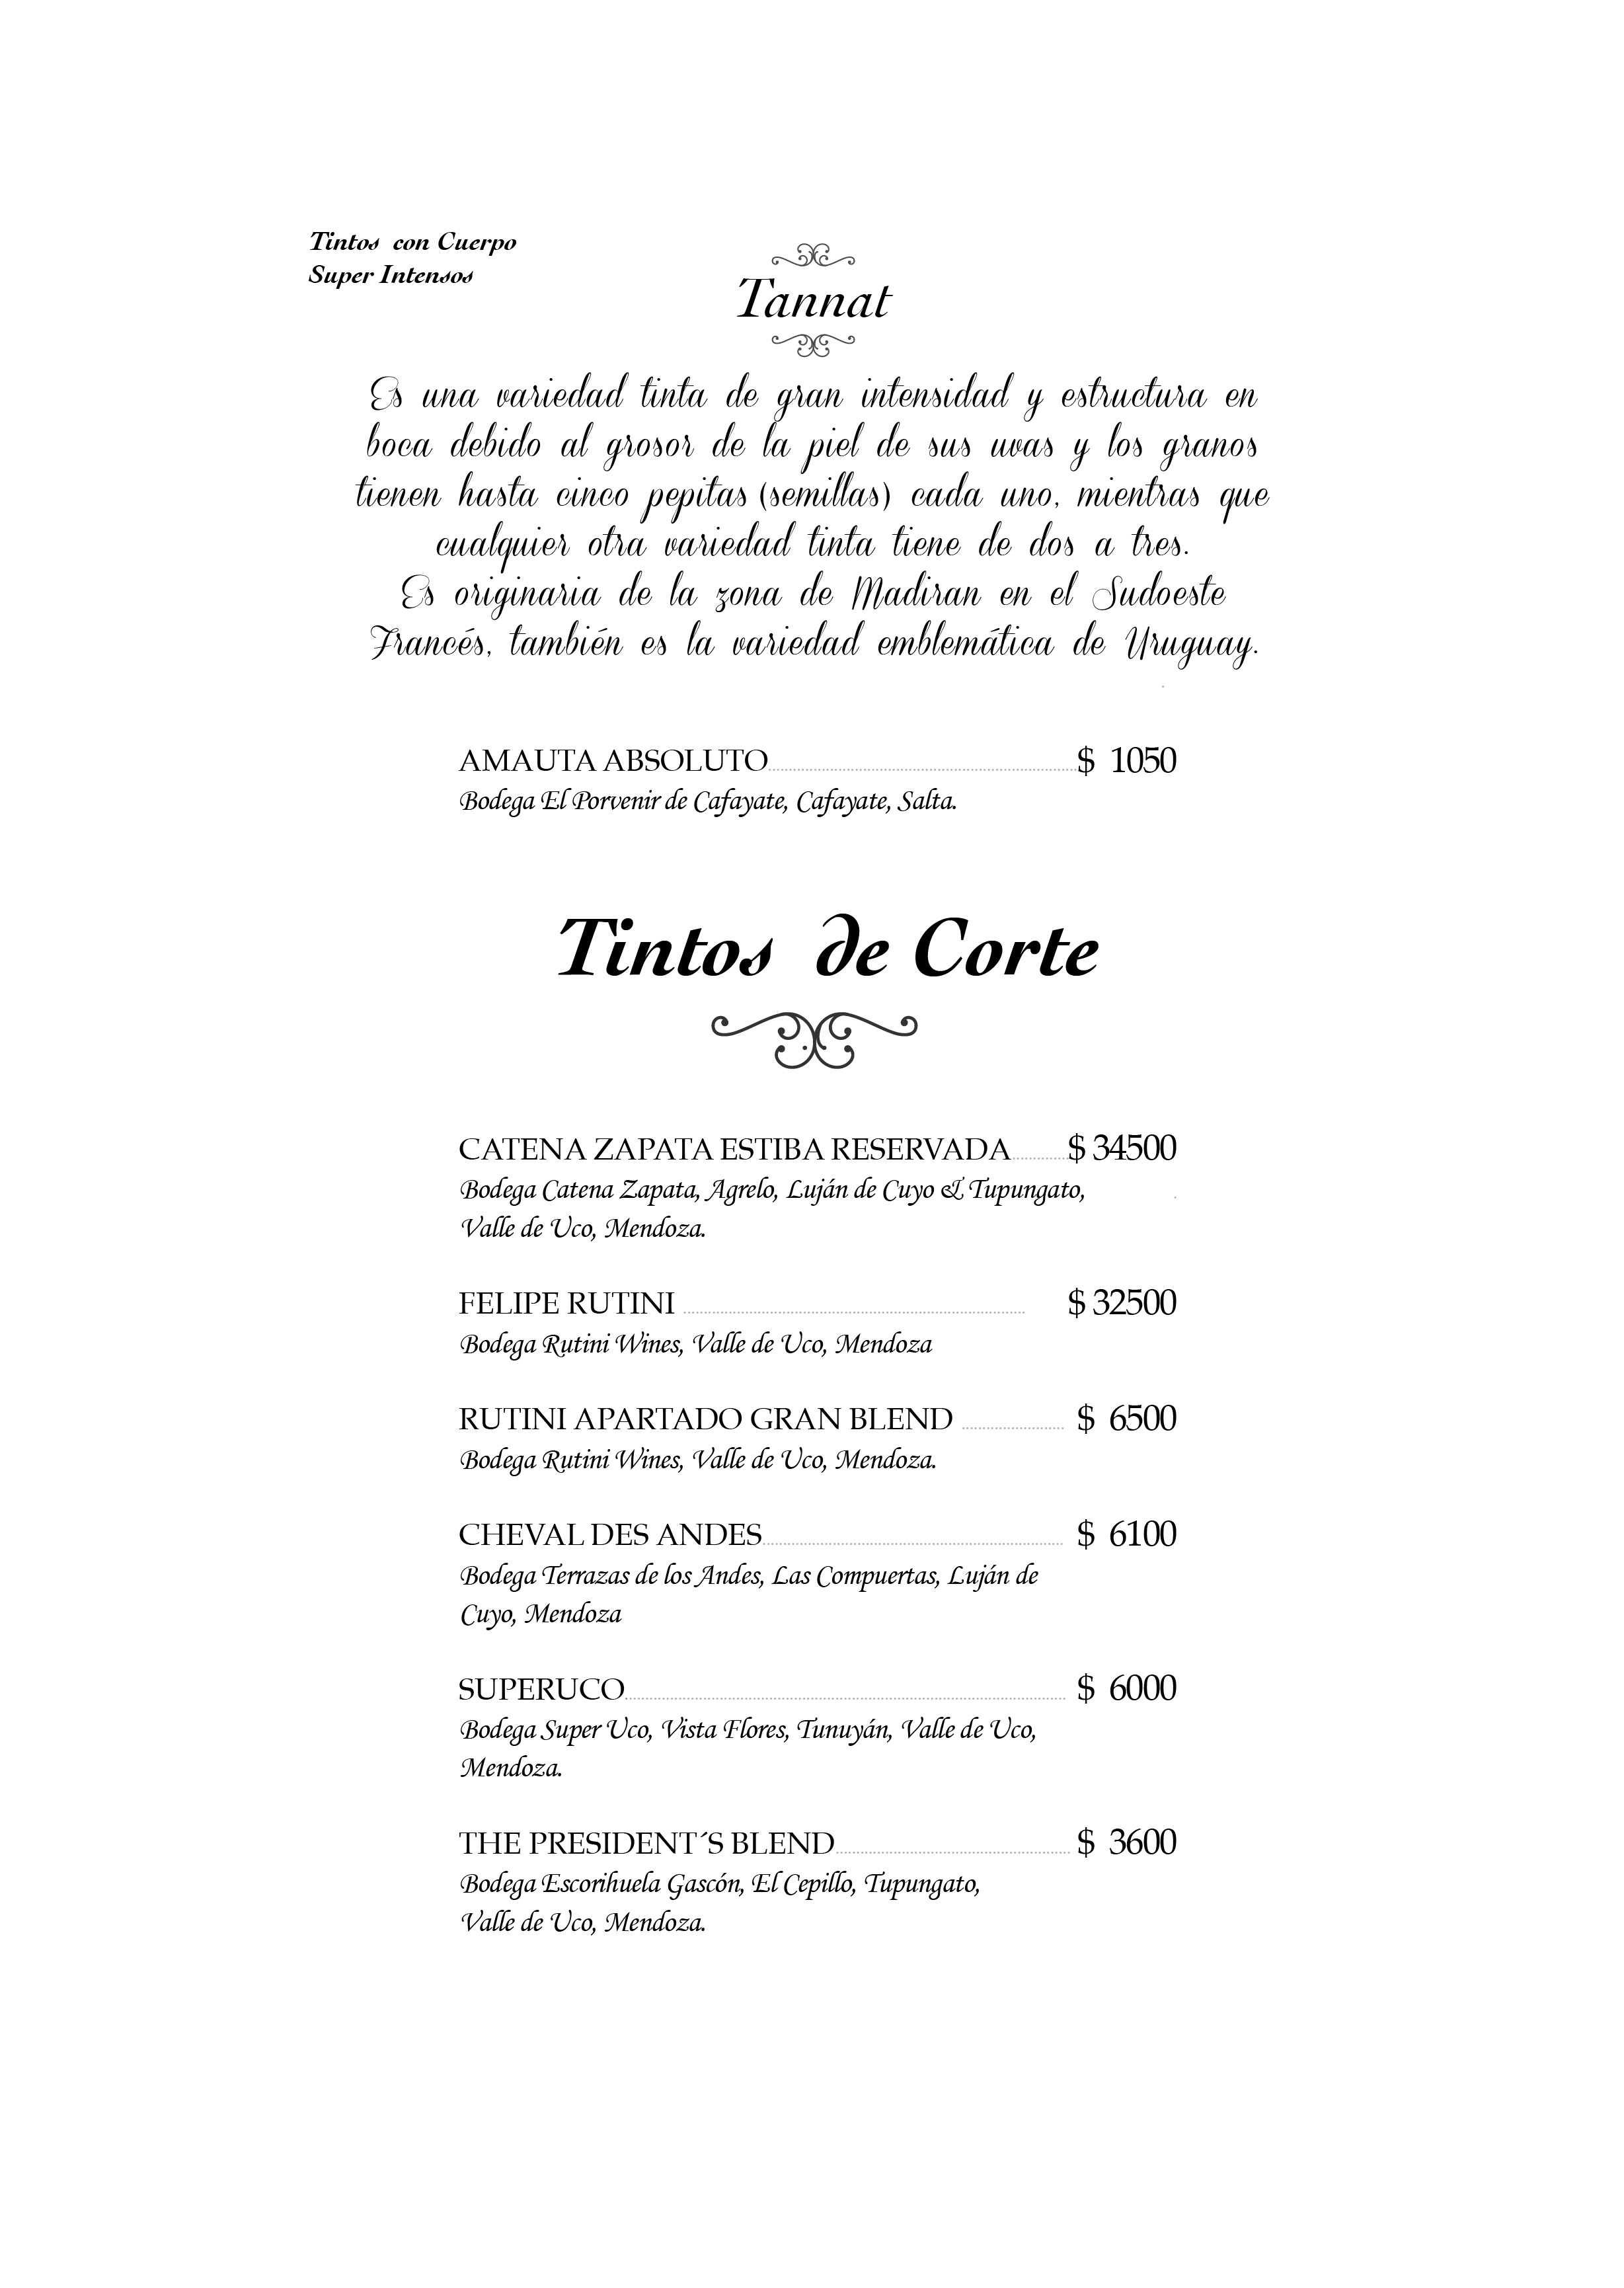 Tintos con Cuerpo
Super Intensos
Tannat
Es una variedad tinta de gran intensidad y estructura en
boca debido al grosor de la piel de sus uvas y los granos
tienen hasta cinco pepitas (semillas) cada uno, mientras que
cualquier otra variedad tinta tiene de dos a tres.
Es originaria de la zona de Madiran en el Sudoeste
Francés, también es la variedad emblemática de Uruguay.
AMAUTA ABSOLUTO $ 1050
Bodega El Porvenir de Cafayate, Cafayate, Salta.
Tintos de Corte
CATENA ZAPATA ESTIBA RESERVADA $ 34500
Bodega Catena Zapata, Agrelo, Luján de Cuyo & Tupungato,
Valle de Uco, Mendoza.
FELIPE RUTINI $ 32500
Bodega Rutini Wines, Valle de Uco, Mendoza
RUTINI APARTADO GRAN BLEND $ 6500
Bodega Rutini Wines, Valle de Uco, Mendoza.
CHEVAL DES ANDES $ 6100
Bodega Terrazas de los Andes, Las Compuertas, Luján de
Cuyo, Mendoza
SUPERUCO $ 6000
Bodega Super Uco, Vista Flores, Tunuyán, Valle de Uco,
Mendoza.
THE PRESIDENT´S BLEND $ 3600
Bodega Escorihuela Gascón, El Cepillo, Tupungato,
Valle de Uco, Mendoza.